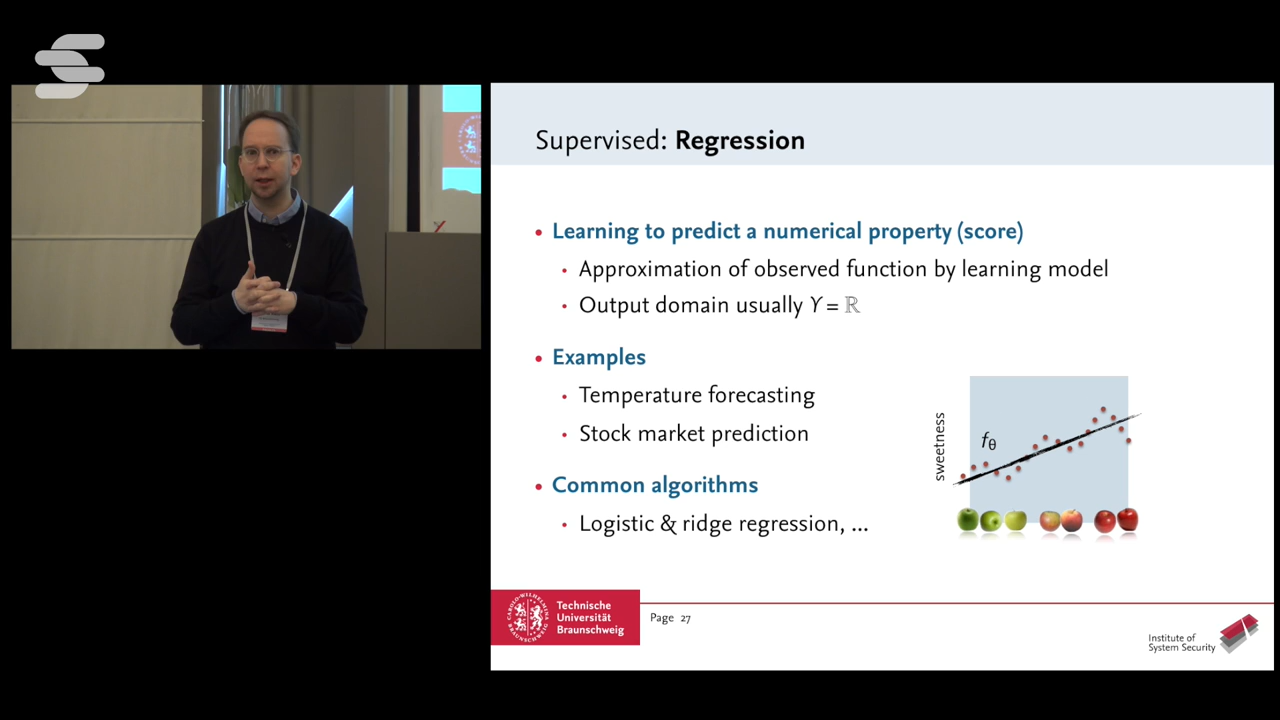 Supervised: Regression
• Learning to predict a numerical property (score)
• Approximation of observed function by learning model
• Output domain usually Y = ℝ
• Examples
• Temperature forecasting
• Stock market prediction
• Common algorithms
• Logistic & ridge regression, ...
sweetness
fθ
Technische
Universität
Braunschweig
Page 27
Institute of
System Security